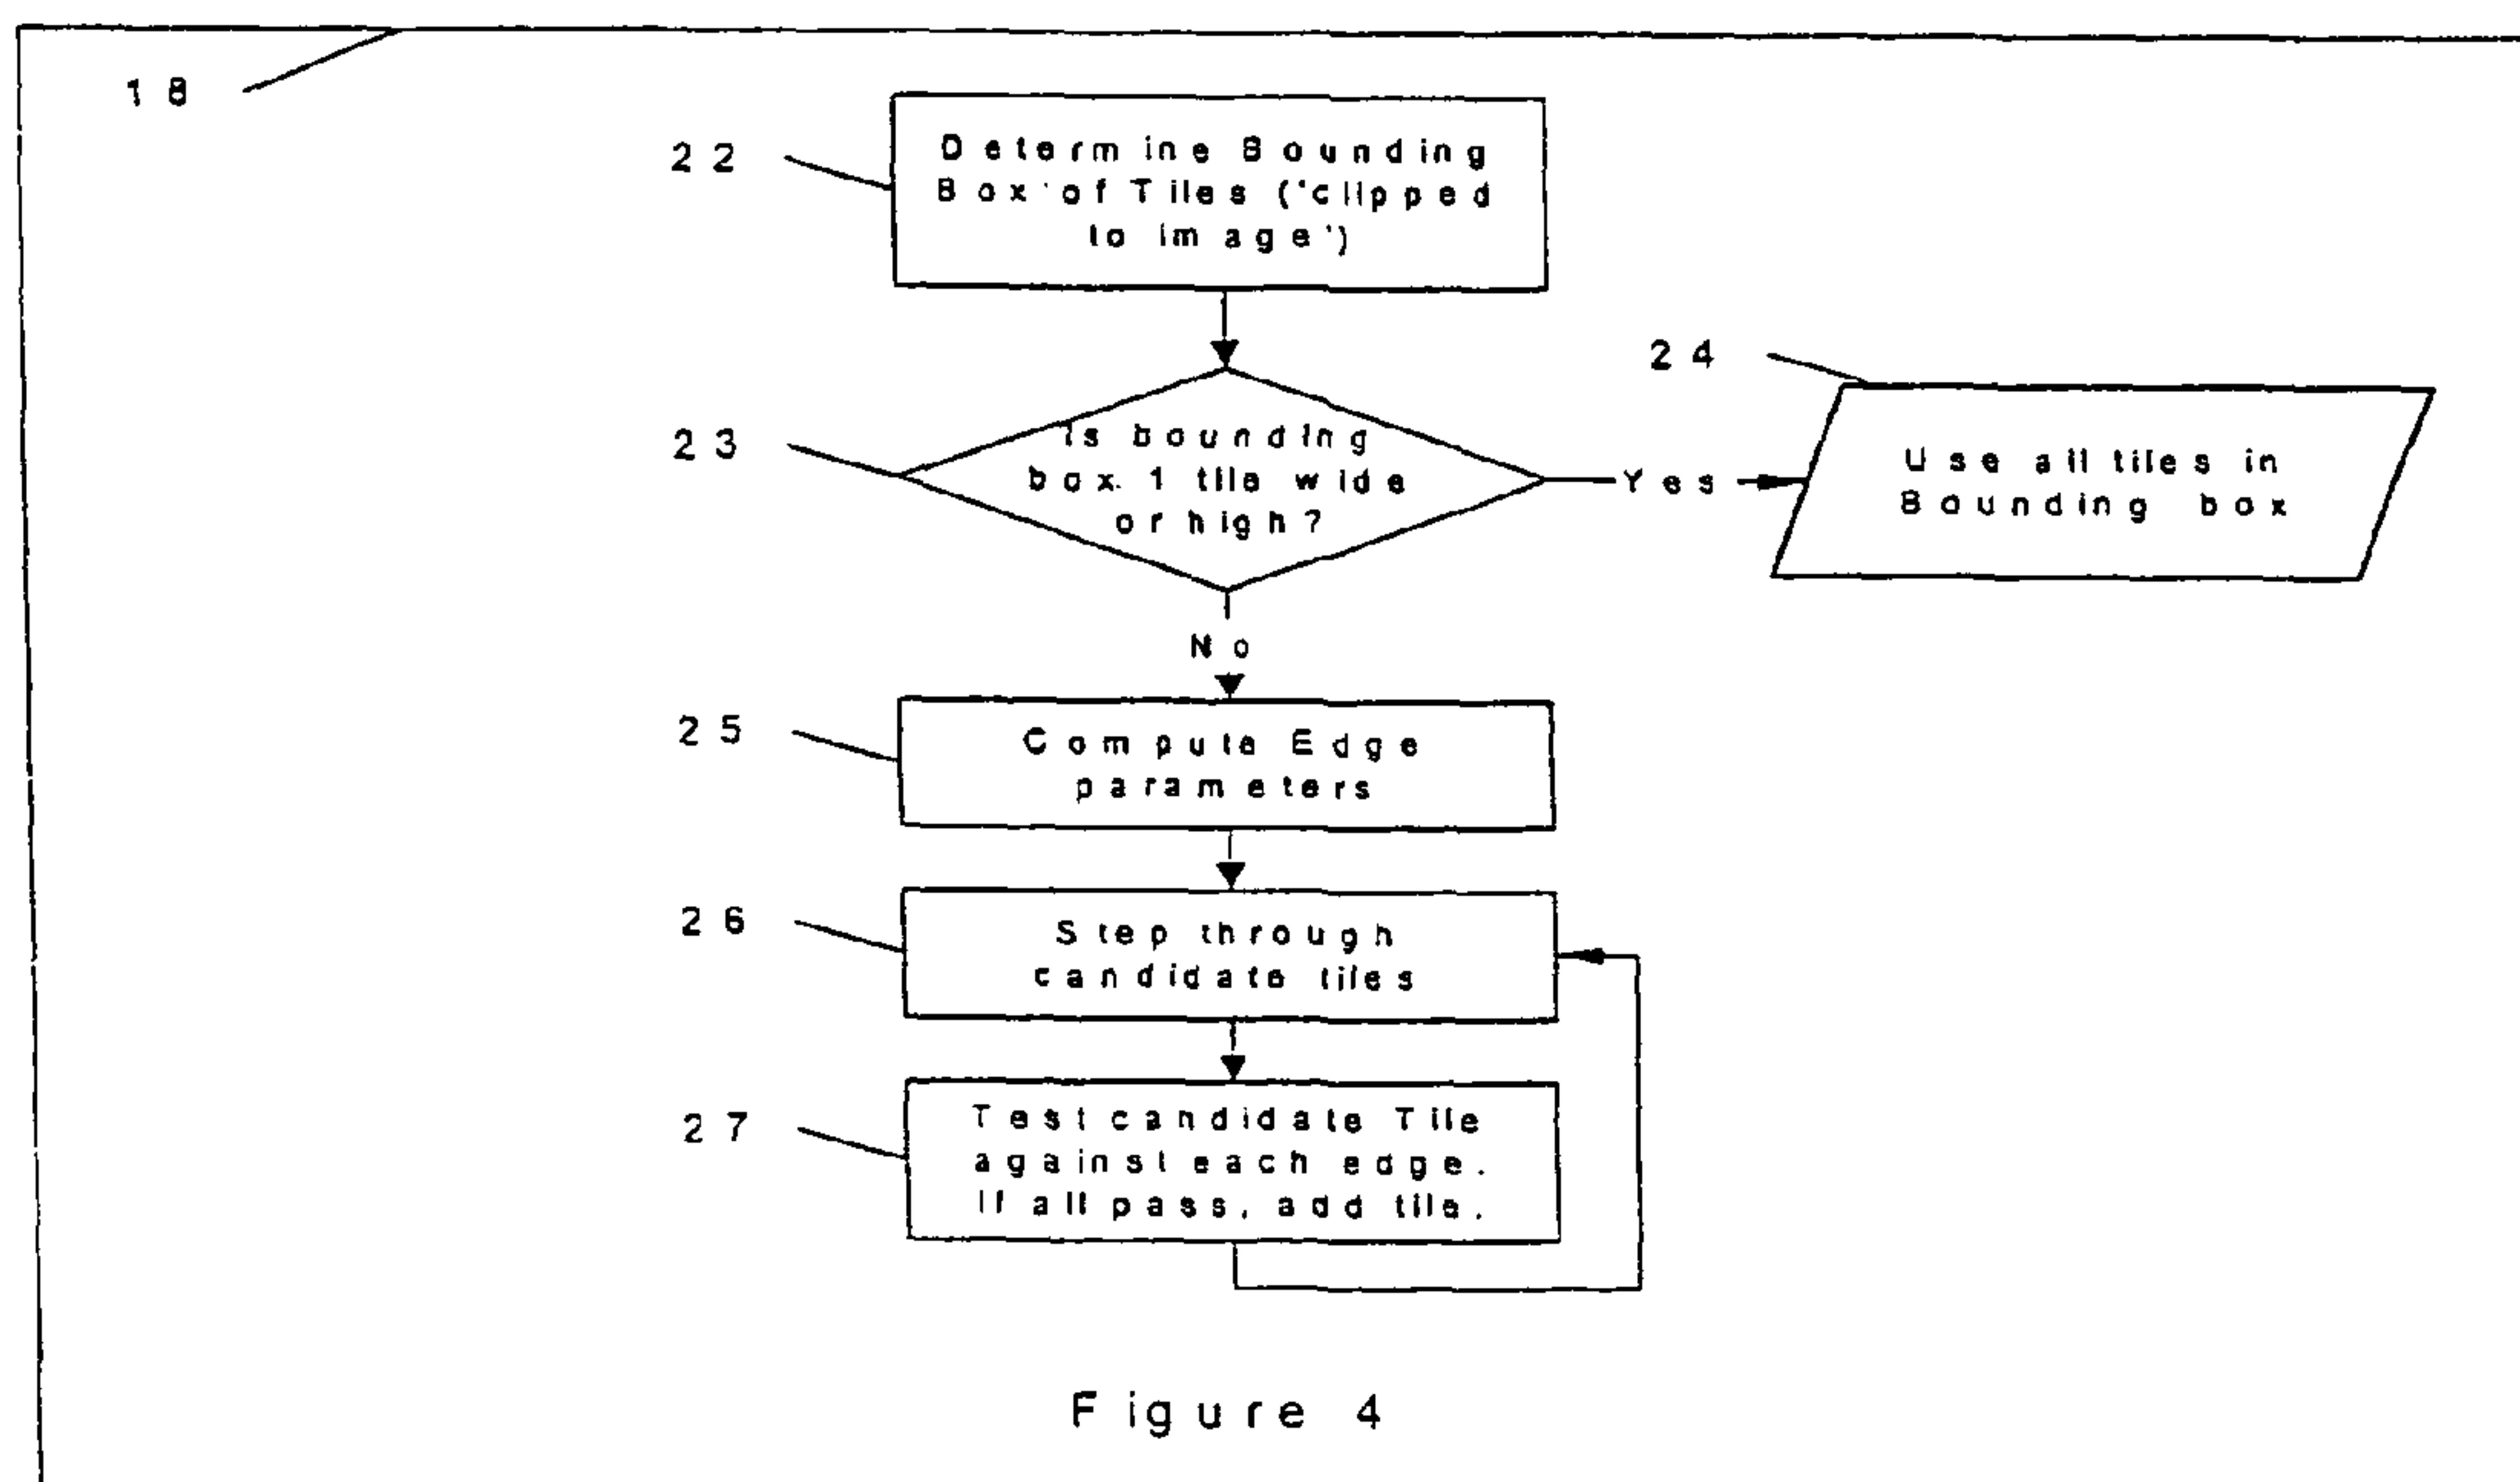 18
22
Determine Bounding
Box of Tiles ('clipped
to image')
23
Is bounding
box 1 tile wide
or high?
Yes
24
Use all tiles in
Bounding box
No
25
Compute Edge
parameters
26
Step through
candidate tiles
27
Test candidate Tile
against each edge.
If all pass, add tile.
Figure 4